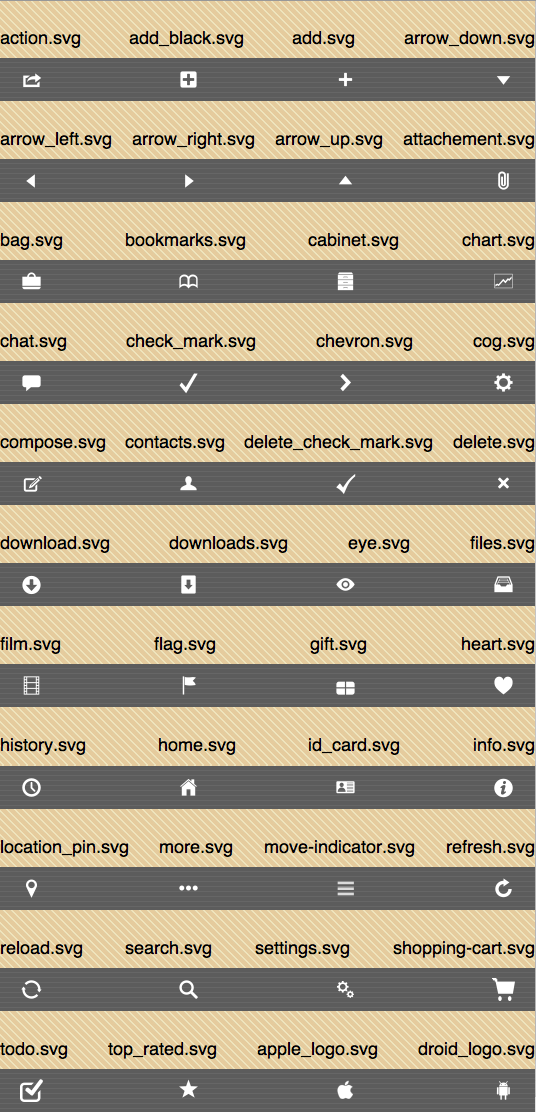 action.svg add_black.svg add.svg arrow_down.svg
arrow_left.svg arrow_right.svg arrow_up.svg attachement.svg
bag.svg bookmarks.svg cabinet.svg chart.svg
chat.svg check_mark.svg chevron.svg cog.svg
compose.svg contacts.svg delete_check_mark.svg delete.svg
download.svg downloads.svg eye.svg files.svg
film.svg flag.svg gift.svg heart.svg
history.svg home.svg id_card.svg info.svg
location_pin.svg more.svg move-indicator.svg refresh.svg
reload.svg search.svg settings.svg shopping-cart.svg
todo.svg top_rated.svg apple_logo.svg droid_logo.svg